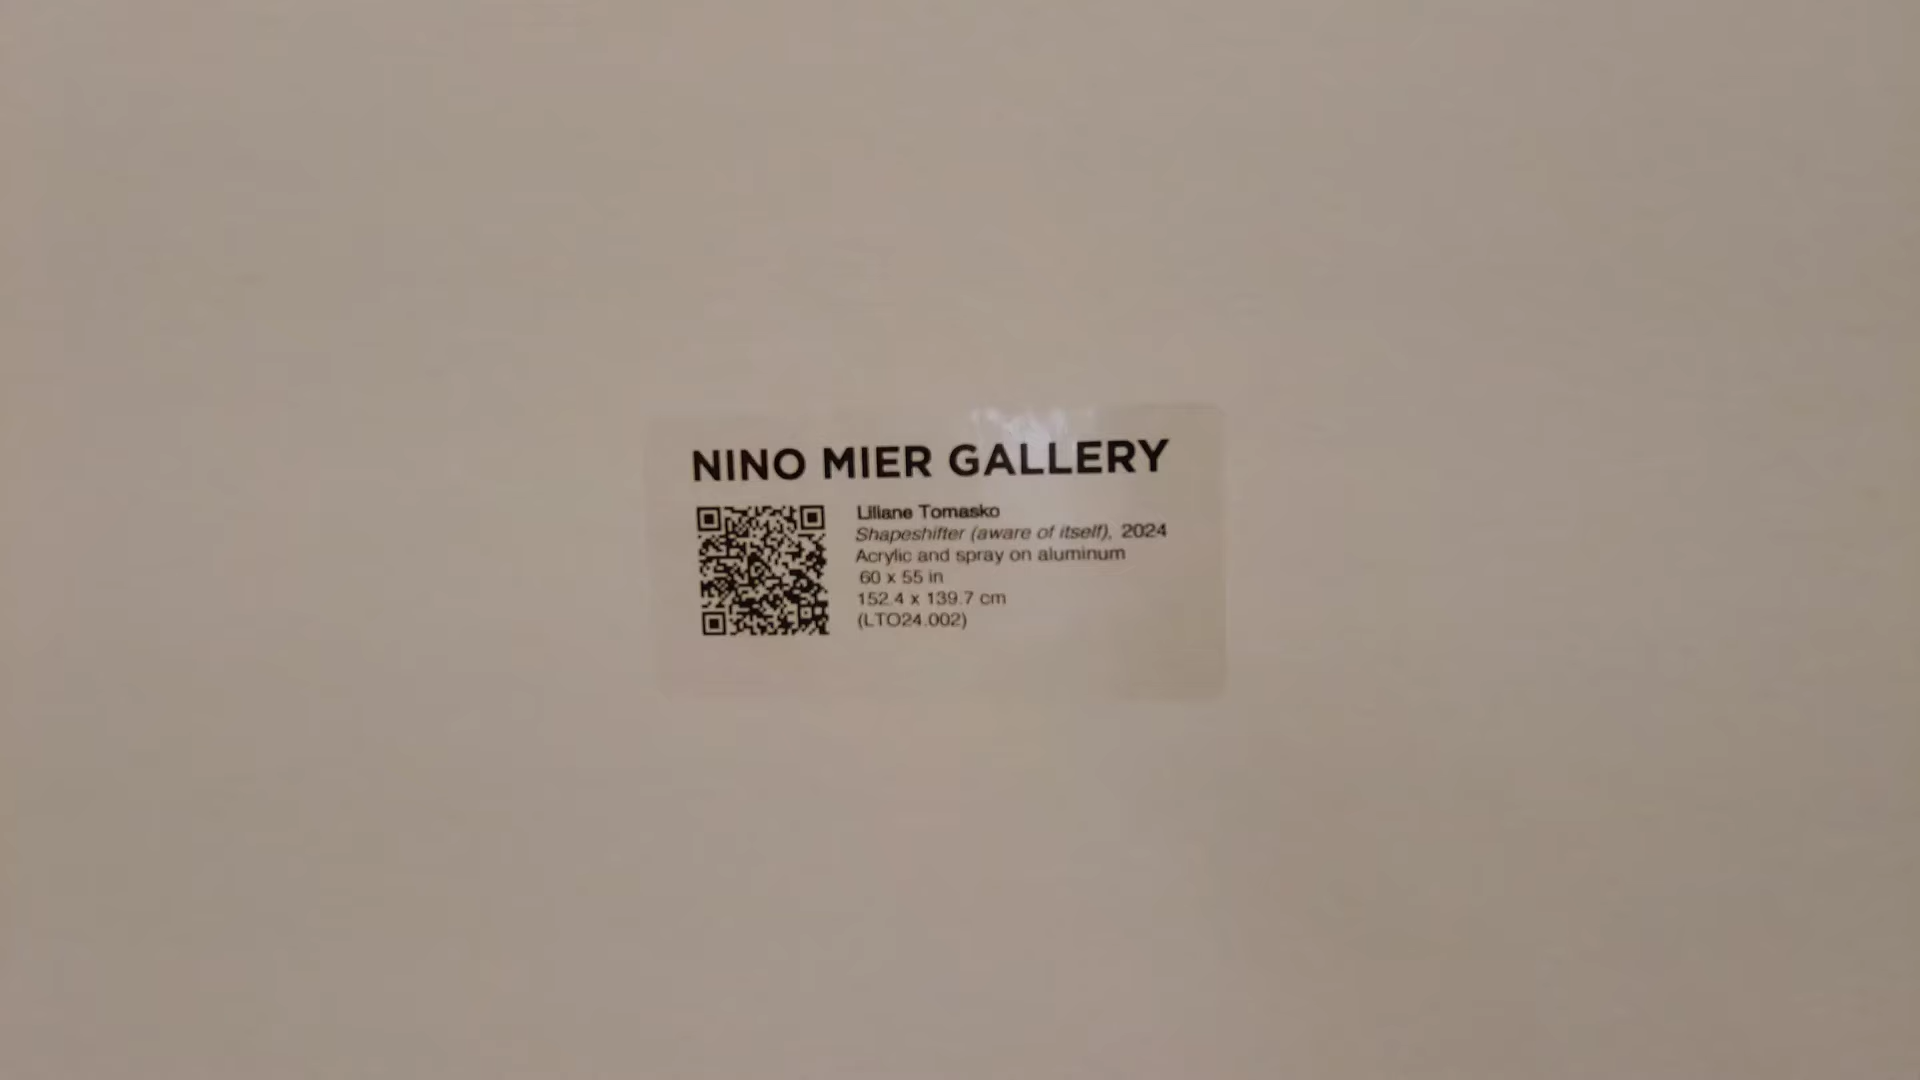 NINO MIER GALLERY
Liliane Tomasko
Shapeshifter (aware of itself), 2024
Acrylic and spray on aluminum
60 x 55 in
152.4 x 139.7 cm
(LTO24.002)